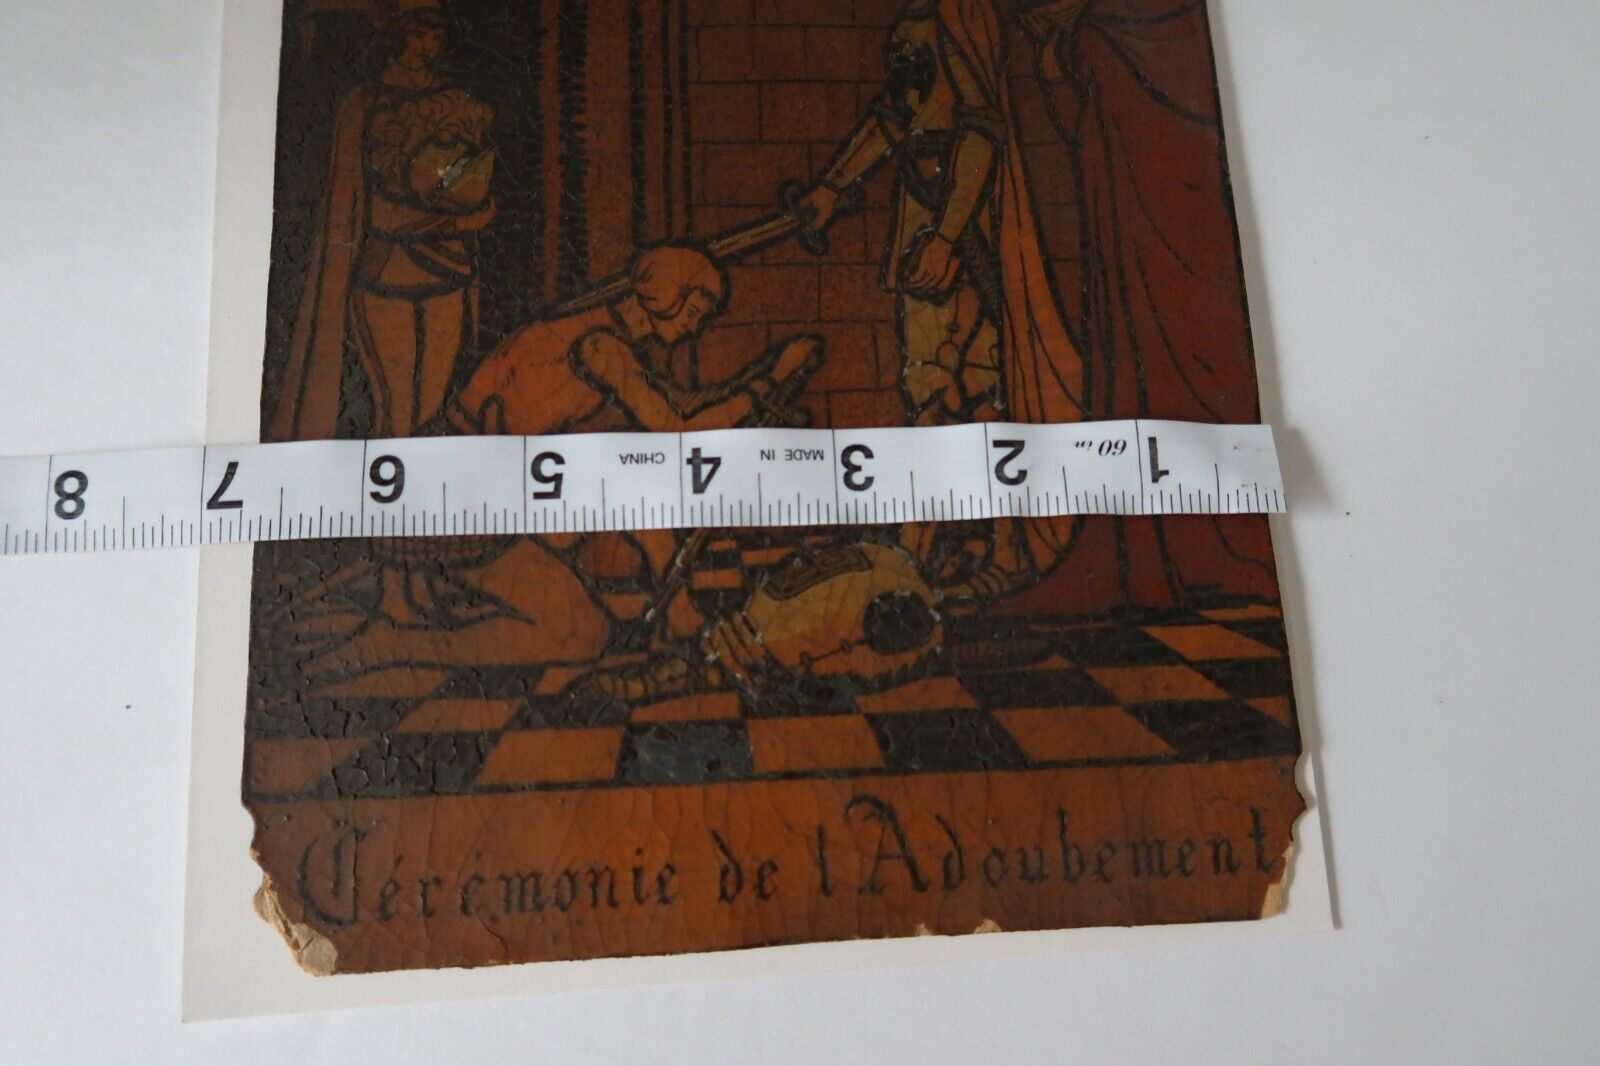 8 7 6 5 CHINA 4 MADE IN 3 2 60 in 1
Cérémonie de l Adoubement